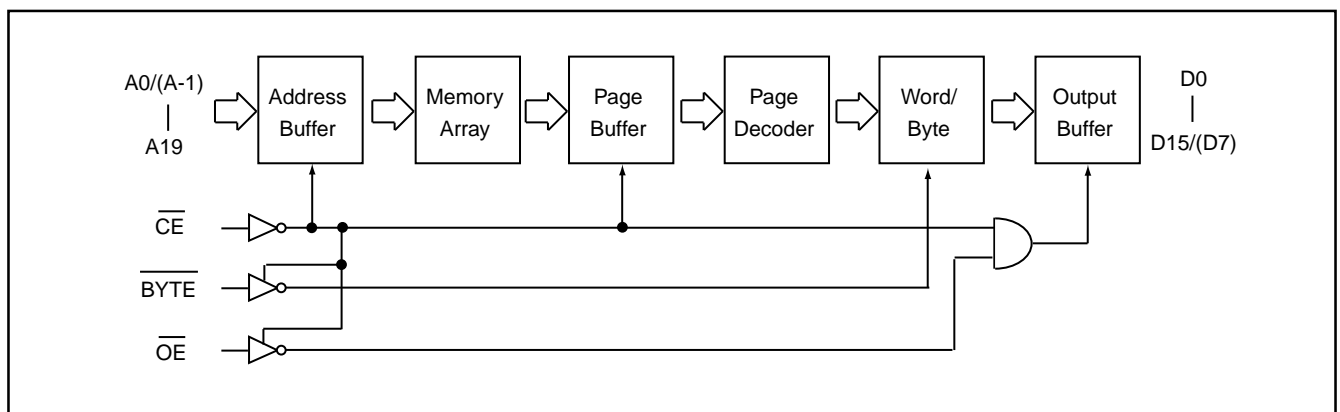 A0/(A-1)
A19
Address
Buffer
Memory
Array
Page
Buffer
Page
Decoder
Word/
Byte
Output
Buffer
D0
D15/(D7)
CE
BYTE
OE